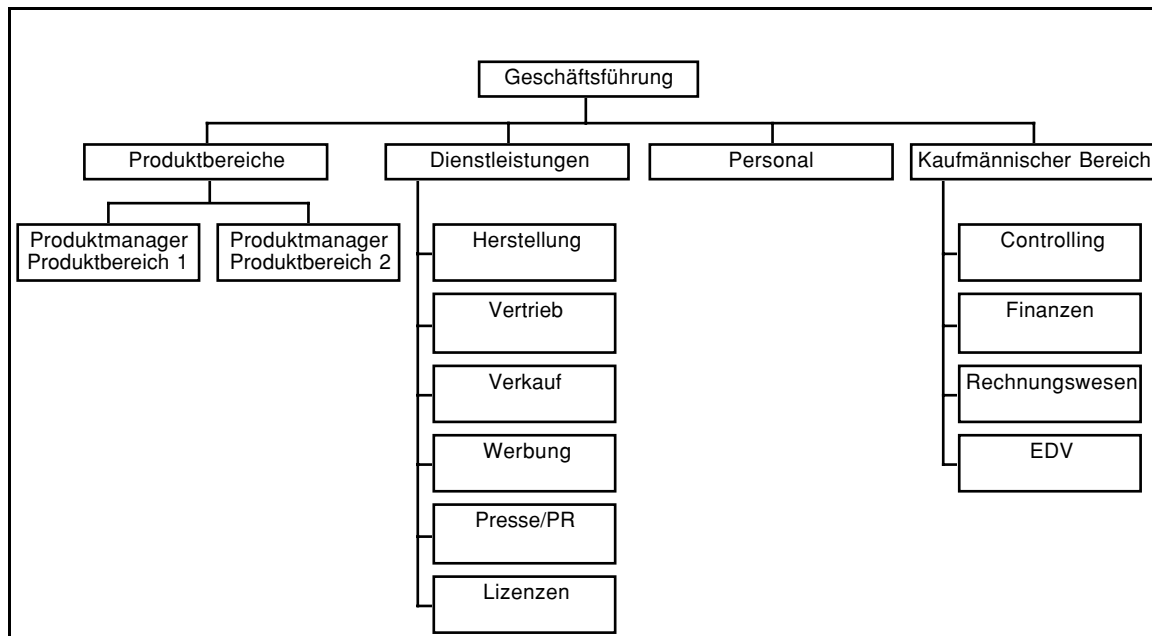 Geschäftsführung
Produktbereiche
Dienstleistungen
Personal
Kaufmännischer Bereich
Produktmanager
Produktbereich 1
Produktmanager
Produktbereich 2
Herstellung
Vertrieb
Verkauf
Werbung
Presse/PR
Lizenzen
Controlling
Finanzen
Rechnungswesen
EDV